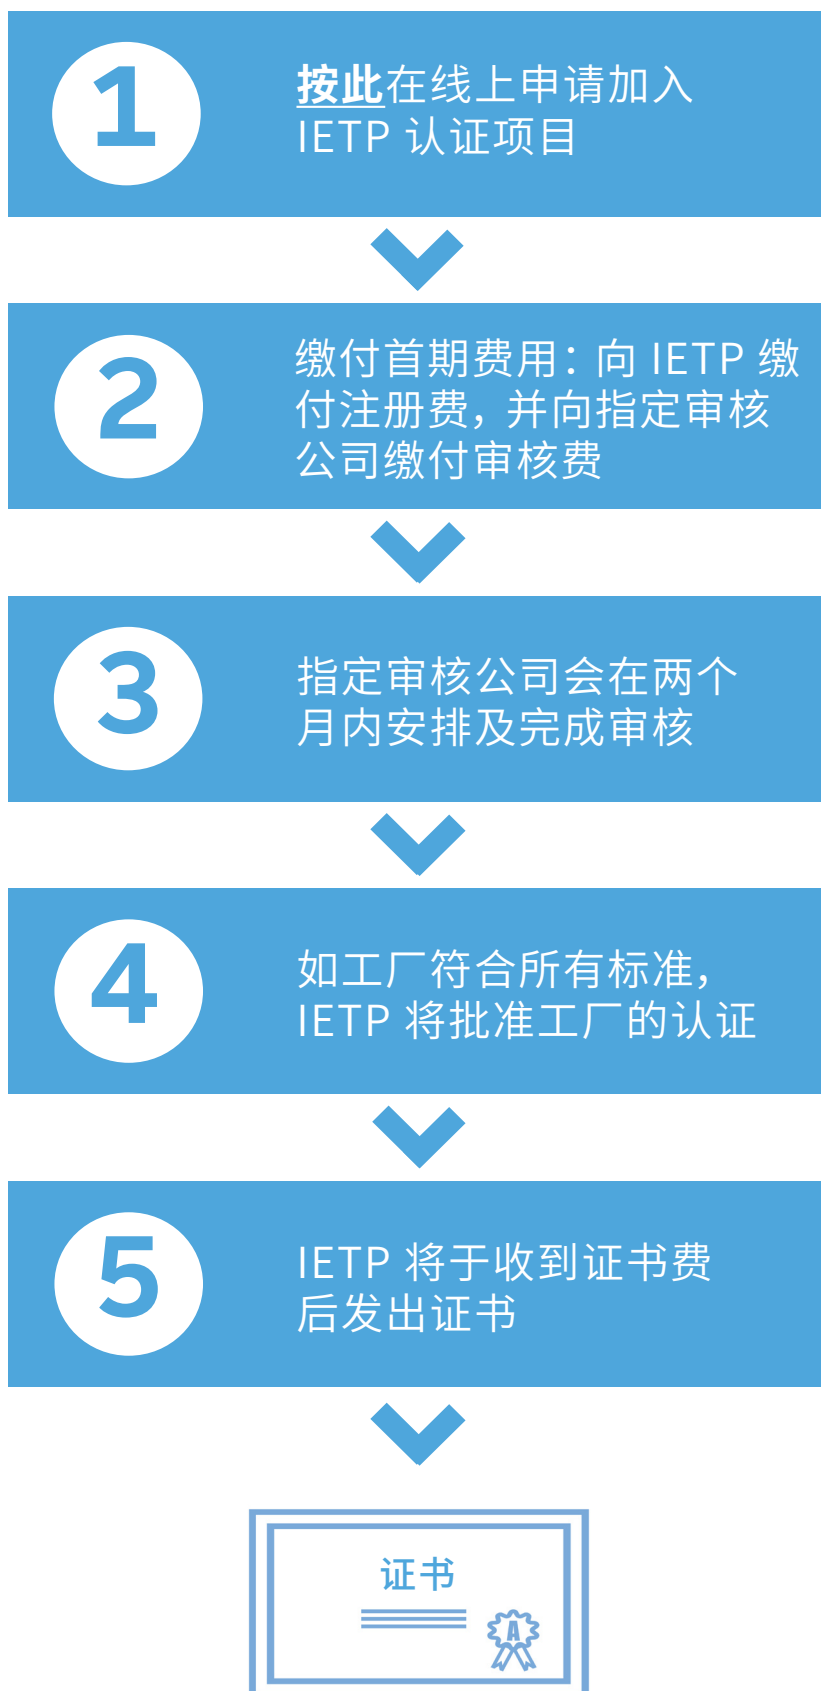 1
按此在线上申请加入
IETP 认证项目
2
缴付首期费用：向 IETP 缴
付注册费，并向指定审核
公司缴付审核费
3
指定审核公司会在两个
月内安排及完成审核
4
如工厂符合所有标准，
IETP 将批准工厂的认证
5
IETP 将于收到证书费
后发出证书
证书
A